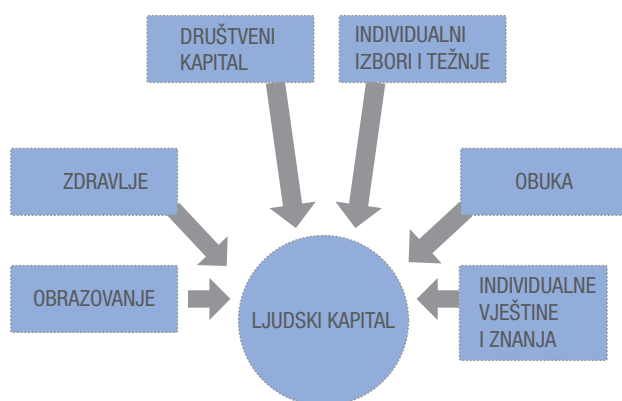 DRUŠTVENI
KAPITAL
INDIVIDUALNI
IZBORI I TEŽNJE
ZDRAVLJE
OBUKA
OBRAZOVANJE
LJUDSKI KAPITAL
INDIVIDUALNE
VJEŠTINE
I ZNANJA